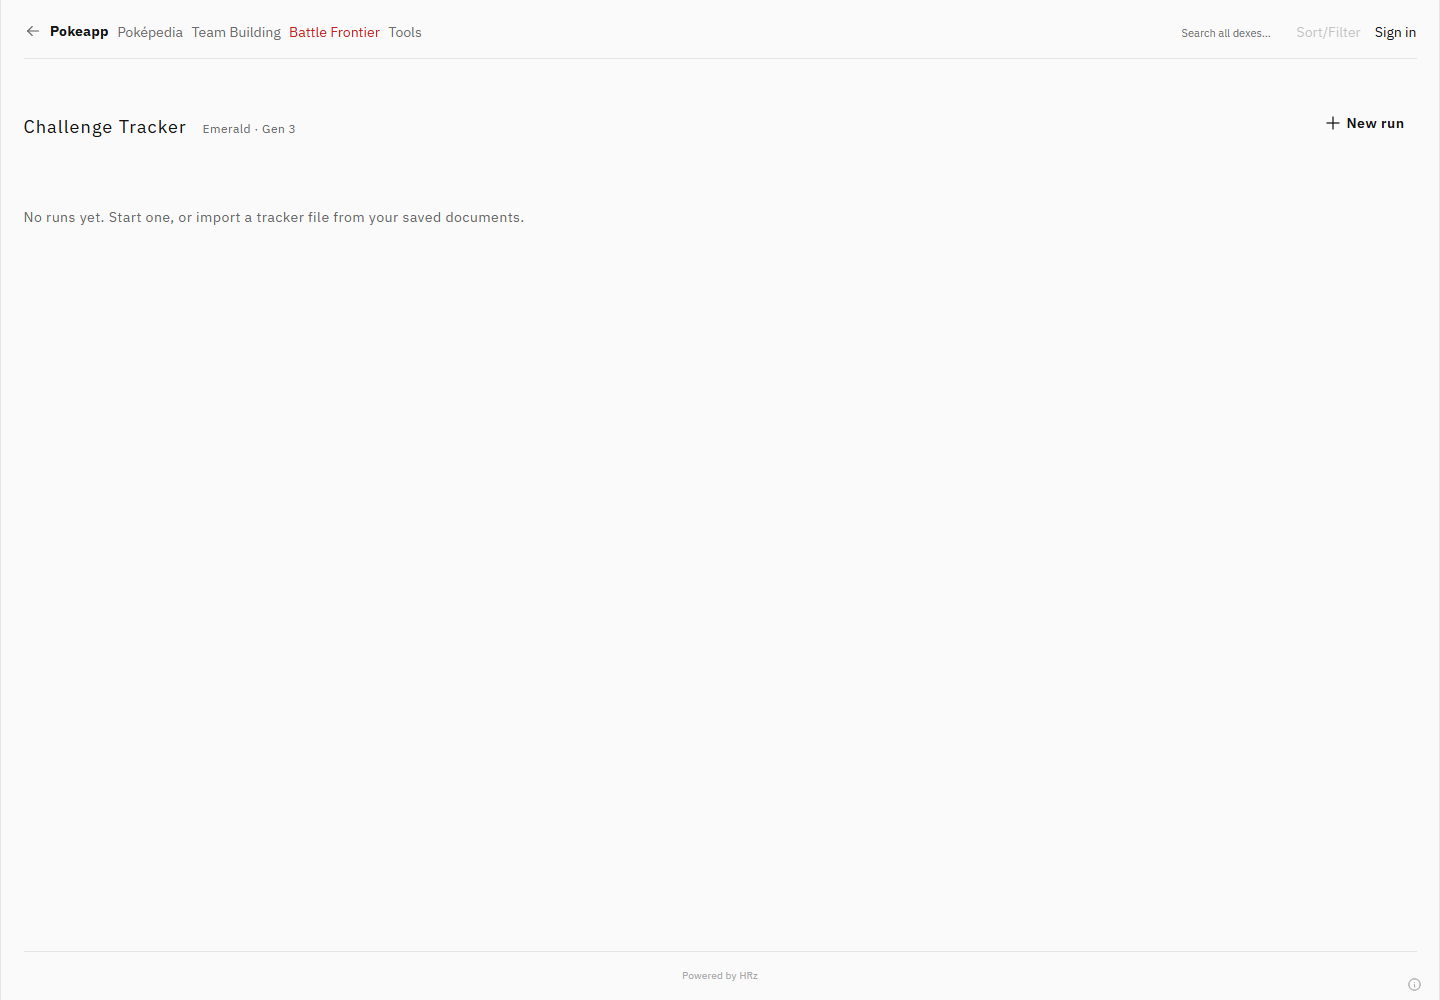 Pokeapp Poképedia Team Building Battle Frontier Tools Search all dexes... Sort/Filter Sign in
Challenge Tracker Emerald · Gen 3 New run
No runs yet. Start one, or import a tracker file from your saved documents.
Powered by HRz